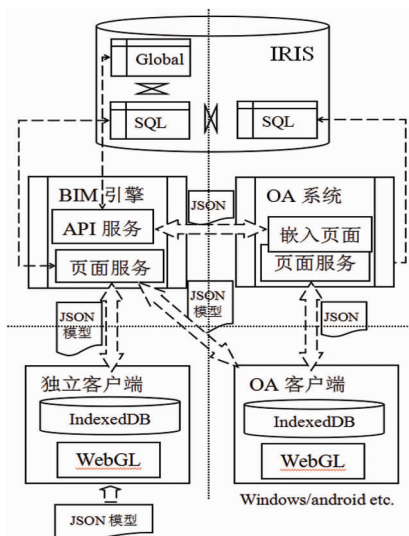 IRIS
Global
SQL
SQL
BIM 引擎
JSON
OA 系统
API 服务
嵌入页面
页面服务
页面服务
JSON
模型
JSON
模型
JSON
独立客户端
OA 客户端
IndexedDB
IndexedDB
WebGL
WebGL
Windows/android etc.
JSON 模型